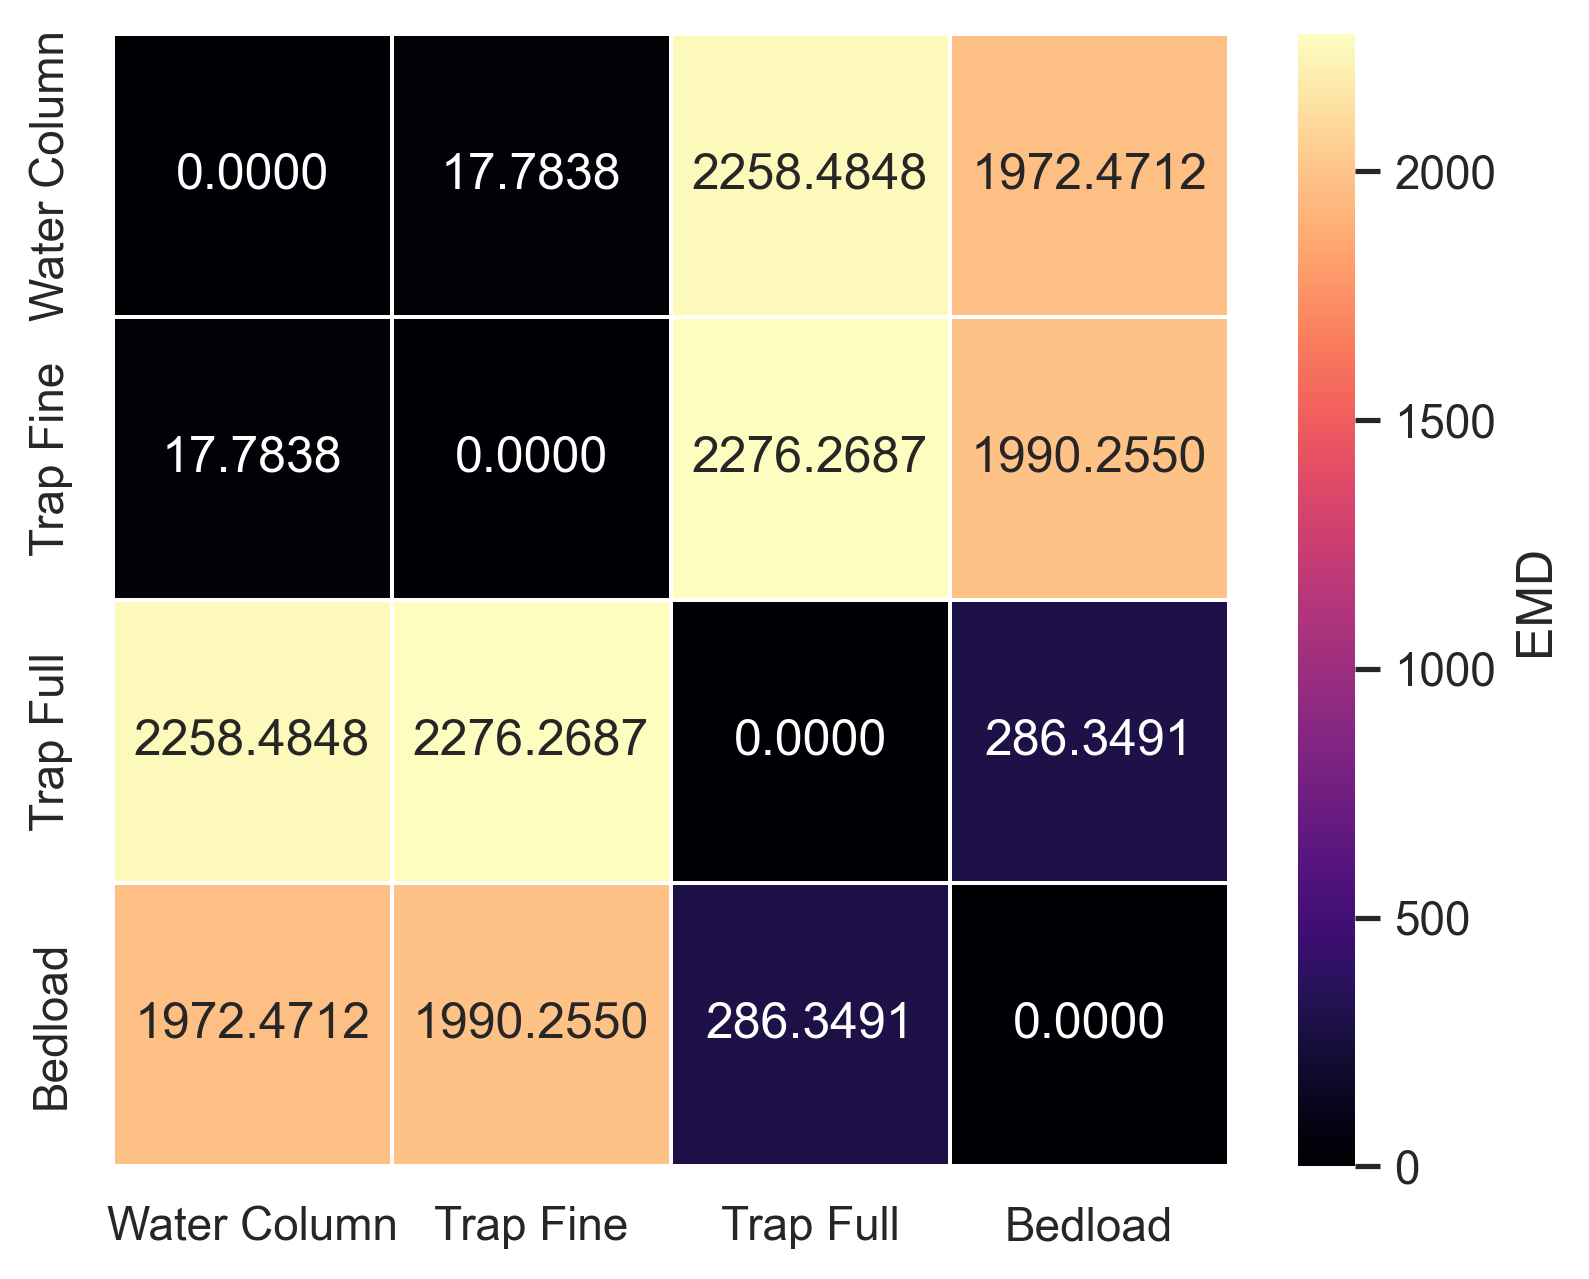 Water Column
0.0000 17.7838 2258.4848 1972.4712
Trap Fine
17.7838 0.0000 2276.2687 1990.2550
Trap Full
2258.4848 2276.2687 0.0000 286.3491
Bedload
1972.4712 1990.2550 286.3491 0.0000
Water Column Trap Fine Trap Full Bedload
2000
1500
1000
500
0
EMD